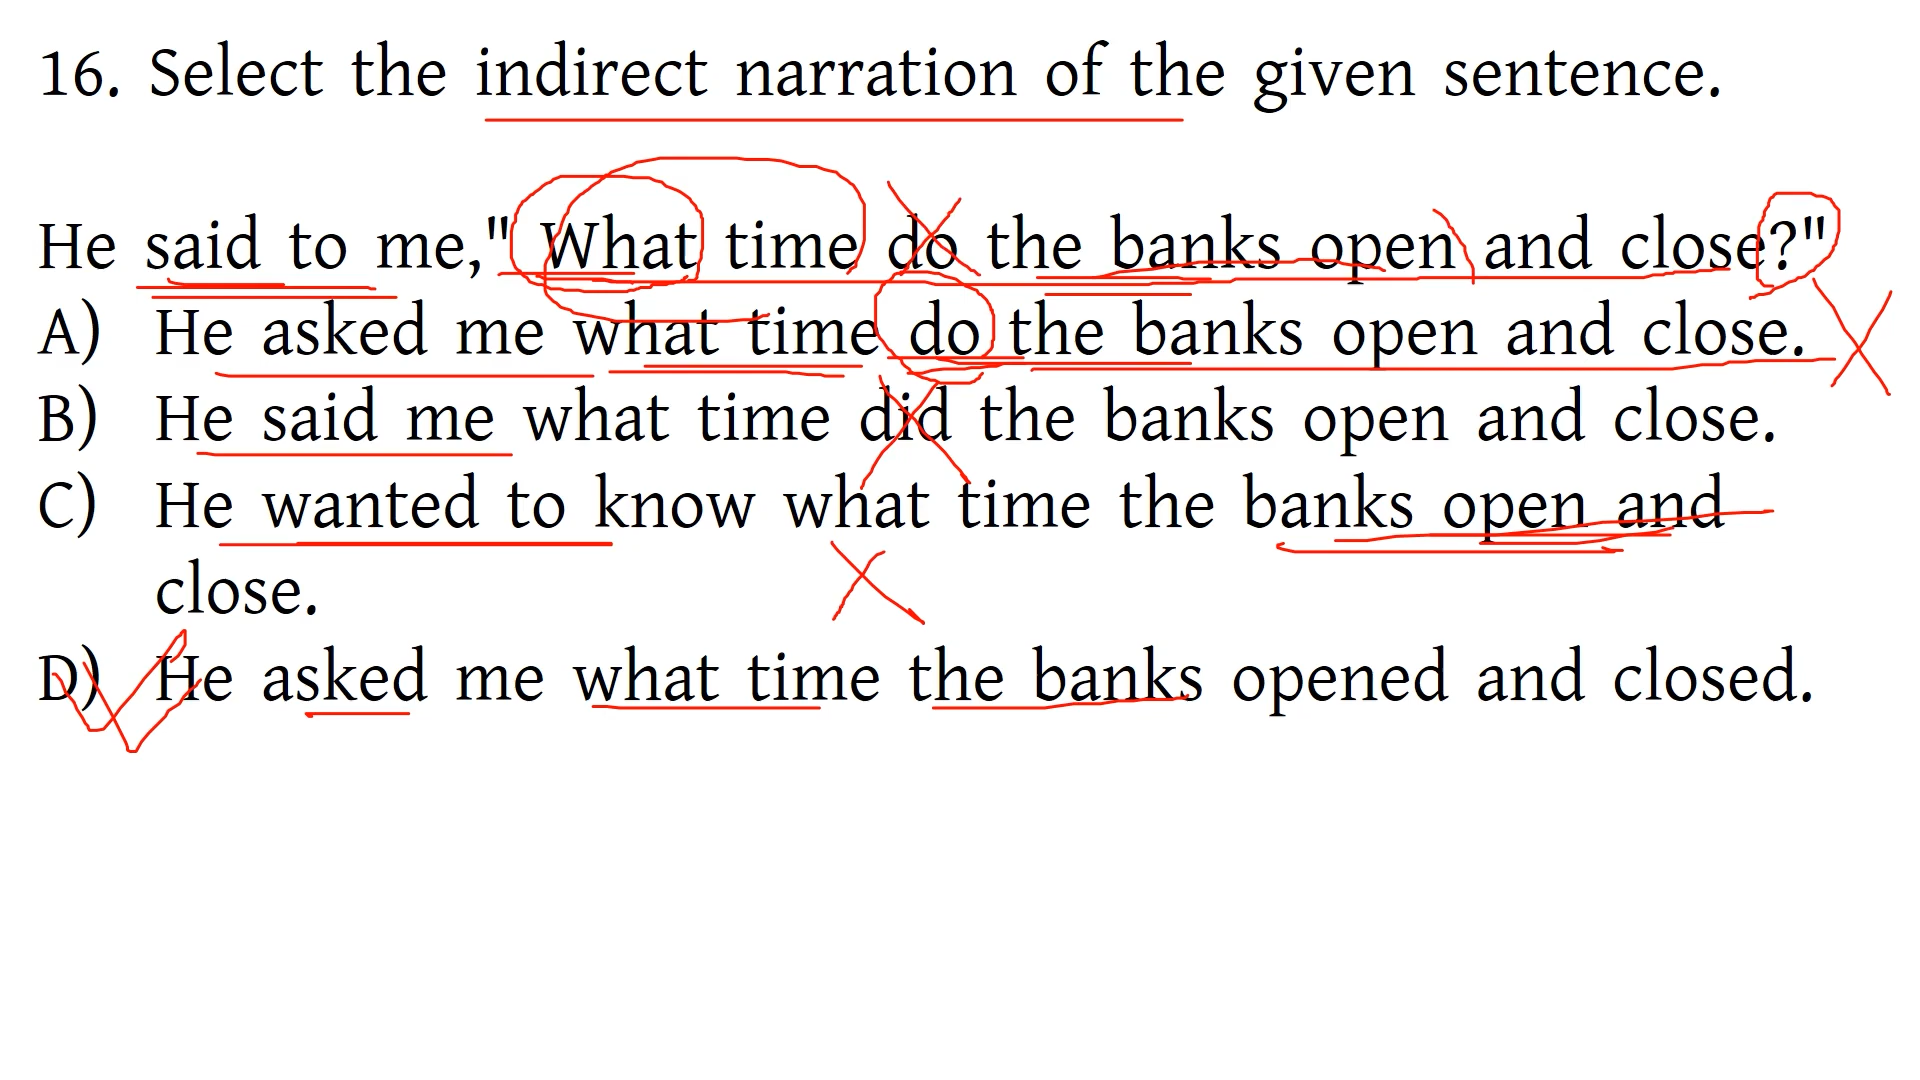 16. Select the indirect narration of the given sentence.
He said to me," What time do the banks open and close?"
A) He asked me what time do the banks open and close.
B) He said me what time did the banks open and close.
C) He wanted to know what time the banks open and
close.
D) He asked me what time the banks opened and closed.